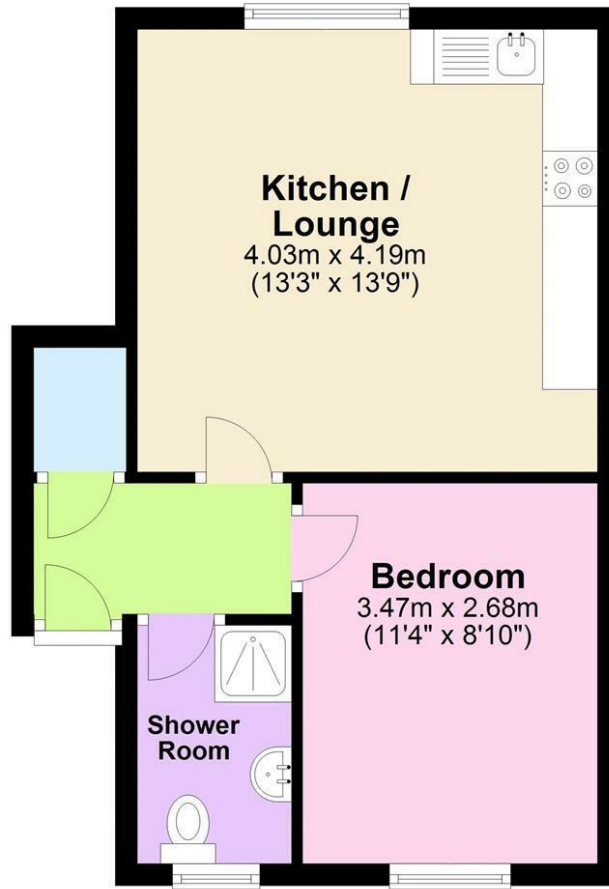 Kitchen /
Lounge
4.03m x 4.19m
(13'3" x 13'9")
Bedroom
3.47m x 2.68m
(11'4" x 8'10")
Shower
Room